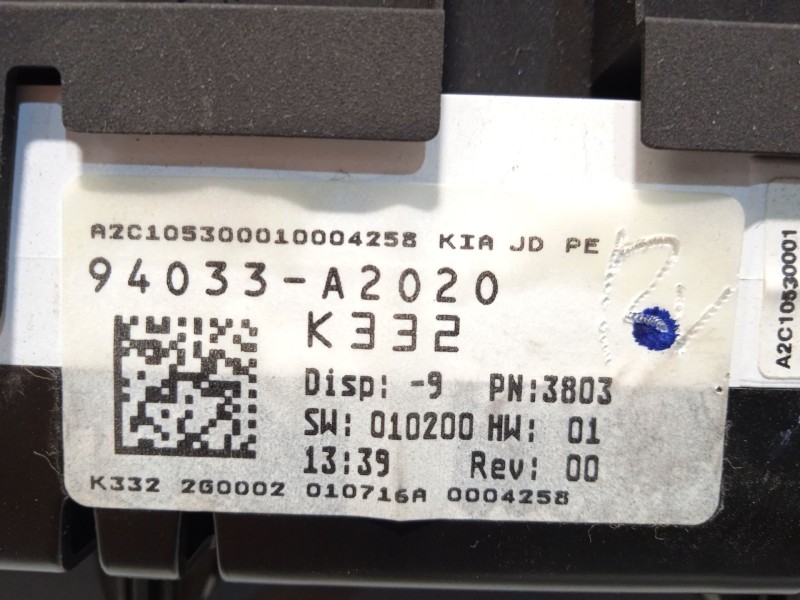 A2C105300010004258 KIA JD PE
94033-A2020
K332
Disp: -9 PN:3803
SW: 010200 HW: 01
13:39 Rev: 00
K332 2G0002 010716A 0004258
A2C10530001